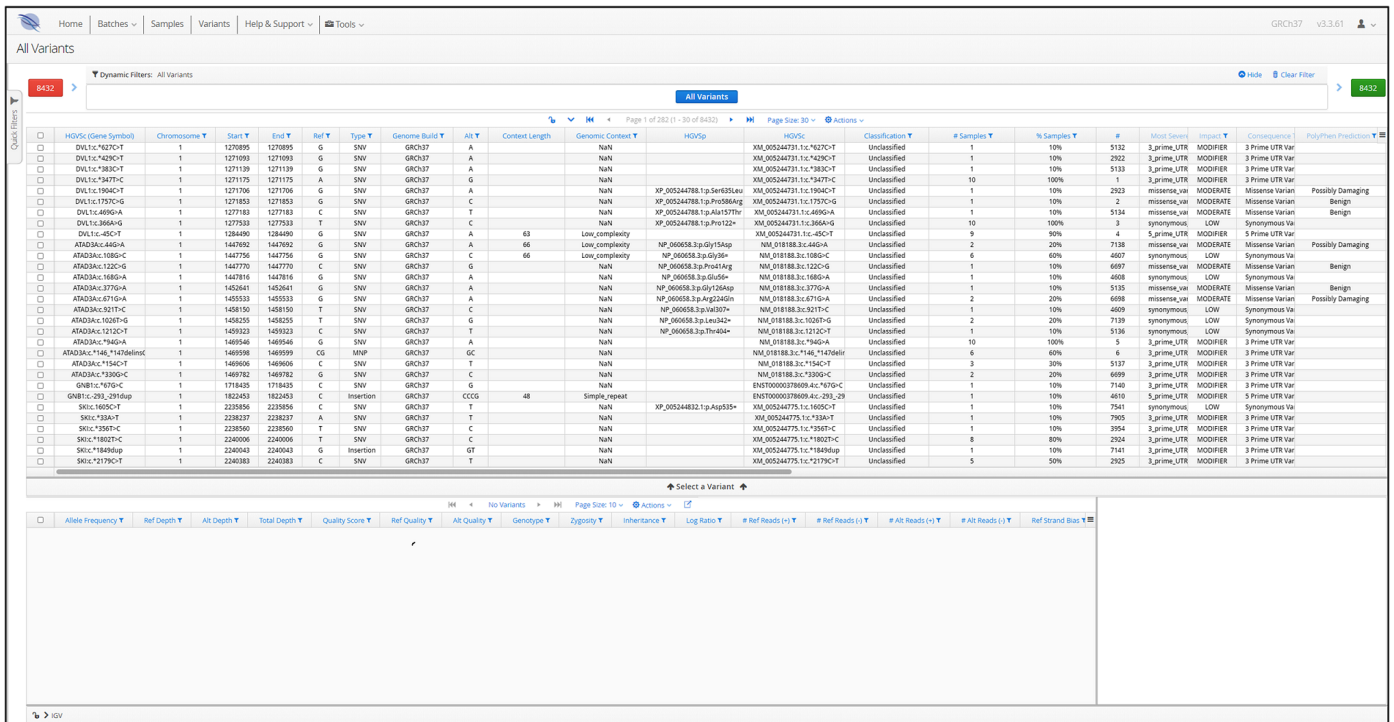 Home Batches Samples Variants Help & Support Tools GRCh37 v3.3.61
All Variants
Dynamic Filters: All Variants Hide Clear Filter
8432 All Variants 8432
Quick Filters
Page 1 of 282 (1 - 30 of 8432) Page Size: 30 Actions
HGVSc (Gene Symbol) Chromosome Start End Ref Type Genome Build Alt Context Length Genomic Context HGVSp HGVSc Classification # Samples % Samples # Most Severe Impact Consequence T PolyPhen Prediction
DVL1:c.*627C>T 1 1270895 1270895 G SNV GRCh37 A NaN XM_005244731.1:c.*627C>T Unclassified 1 10% 5132 3_prime_UTR MODIFIER 3 Prime UTR Var
DVL1:c.*429C>T 1 1271093 1271093 G SNV GRCh37 A NaN XM_005244731.1:c.*429C>T Unclassified 1 10% 2922 3_prime_UTR MODIFIER 3 Prime UTR Var
DVL1:c.*383C>T 1 1271139 1271139 G SNV GRCh37 A NaN XM_005244731.1:c.*383C>T Unclassified 1 10% 5133 3_prime_UTR MODIFIER 3 Prime UTR Var
DVL1:c.*347T>C 1 1271175 1271175 A SNV GRCh37 G NaN XM_005244731.1:c.*347T>C Unclassified 10 100% 1 3_prime_UTR MODIFIER 3 Prime UTR Var
DVL1:c.1904C>T 1 1271706 1271706 G SNV GRCh37 A NaN XP_005244788.1:p.Ser635Leu XM_005244731.1:c.1904C>T Unclassified 1 10% 2923 missense_var MODERATE Missense Varian Possibly Damaging
DVL1:c.1757C>G 1 1271853 1271853 G SNV GRCh37 C NaN XP_005244788.1:p.Pro586Arg XM_005244731.1:c.1757C>G Unclassified 1 10% 2 missense_var MODERATE Missense Varian Benign
DVL1:c.469G>A 1 1277183 1277183 C SNV GRCh37 T NaN XP_005244788.1:p.Ala157Thr XM_005244731.1:c.469G>A Unclassified 1 10% 5134 missense_var MODERATE Missense Varian Benign
DVL1:c.366A>G 1 1277533 1277533 T SNV GRCh37 C NaN XP_005244788.1:p.Pro122= XM_005244731.1:c.366A>G Unclassified 10 100% 3 synonymous_ LOW Synonymous Va
DVL1:c.-45C>T 1 1284490 1284490 G SNV GRCh37 A 63 Low_complexity XM_005244731.1:c.-45C>T Unclassified 9 90% 4 5_prime_UTR MODIFIER 5 Prime UTR Var
ATAD3A:c.44G>A 1 1447692 1447692 G SNV GRCh37 A 66 Low_complexity NP_060658.3:p.Gly15Asp NM_018188.3:c.44G>A Unclassified 2 20% 7138 missense_var MODERATE Missense Varian Possibly Damaging
ATAD3A:c.108G>C 1 1447756 1447756 G SNV GRCh37 C 66 Low_complexity NP_060658.3:p.Gly36= NM_018188.3:c.108G>C Unclassified 6 60% 4607 synonymous_ LOW Synonymous Va
ATAD3A:c.122C>G 1 1447770 1447770 C SNV GRCh37 G NaN NP_060658.3:p.Pro41Arg NM_018188.3:c.122C>G Unclassified 1 10% 6697 missense_var MODERATE Missense Varian Benign
ATAD3A:c.168G>A 1 1447816 1447816 G SNV GRCh37 A NaN NP_060658.3:p.Glu56= NM_018188.3:c.168G>A Unclassified 1 10% 4608 synonymous_ LOW Synonymous Va
ATAD3A:c.377G>A 1 1452641 1452641 G SNV GRCh37 A NaN NP_060658.3:p.Gly126Asp NM_018188.3:c.377G>A Unclassified 1 10% 5135 missense_var MODERATE Missense Varian Benign
ATAD3A:c.671G>A 1 1455533 1455533 G SNV GRCh37 A NaN NP_060658.3:p.Arg224Gln NM_018188.3:c.671G>A Unclassified 2 20% 6698 missense_var MODERATE Missense Varian Possibly Damaging
ATAD3A:c.921T>C 1 1458150 1458150 T SNV GRCh37 C NaN NP_060658.3:p.Val307= NM_018188.3:c.921T>C Unclassified 1 10% 4609 synonymous_ LOW Synonymous Va
ATAD3A:c.1026T>G 1 1458255 1458255 T SNV GRCh37 G NaN NP_060658.3:p.Leu342= NM_018188.3:c.1026T>G Unclassified 2 20% 7139 synonymous_ LOW Synonymous Va
ATAD3A:c.1212C>T 1 1459323 1459323 C SNV GRCh37 T NaN NP_060658.3:p.Thr404= NM_018188.3:c.1212C>T Unclassified 1 10% 5136 synonymous_ LOW Synonymous Va
ATAD3A:c.*94G>A 1 1469546 1469546 G SNV GRCh37 A NaN NM_018188.3:c.*94G>A Unclassified 10 100% 5 3_prime_UTR MODIFIER 3 Prime UTR Var
ATAD3A:c.*146_*147delinsC 1 1469598 1469599 CG MNP GRCh37 GC NaN NM_018188.3:c.*146_*147delir Unclassified 6 60% 6 3_prime_UTR MODIFIER 3 Prime UTR Var
ATAD3A:c.*154C>T 1 1469606 1469606 C SNV GRCh37 T NaN NM_018188.3:c.*154C>T Unclassified 3 30% 5137 3_prime_UTR MODIFIER 3 Prime UTR Var
ATAD3A:c.*330G>C 1 1469782 1469782 G SNV GRCh37 C NaN NM_018188.3:c.*330G>C Unclassified 2 20% 6699 3_prime_UTR MODIFIER 3 Prime UTR Var
GNB1:c.*67G>C 1 1718435 1718435 C SNV GRCh37 G NaN ENST00000378609.4:c.*67G>C Unclassified 1 10% 7140 3_prime_UTR MODIFIER 3 Prime UTR Var
GNB1:c.-293_-291dup 1 1822453 1822453 C Insertion GRCh37 CCCG 48 Simple_repeat ENST00000378609.4:c.-293_-29 Unclassified 1 10% 4610 5_prime_UTR MODIFIER 5 Prime UTR Var
SKI:c.1605C>T 1 2235856 2235856 C SNV GRCh37 T NaN XP_005244832.1:p.Asp535= XM_005244775.1:c.1605C>T Unclassified 1 10% 7541 synonymous_ LOW Synonymous Va
SKI:c.*33A>T 1 2238237 2238237 A SNV GRCh37 T NaN XM_005244775.1:c.*33A>T Unclassified 1 10% 7905 3_prime_UTR MODIFIER 3 Prime UTR Var
SKI:c.*356T>C 1 2238560 2238560 T SNV GRCh37 C NaN XM_005244775.1:c.*356T>C Unclassified 1 10% 3954 3_prime_UTR MODIFIER 3 Prime UTR Var
SKI:c.*1802T>C 1 2240006 2240006 T SNV GRCh37 C NaN XM_005244775.1:c.*1802T>C Unclassified 8 80% 2924 3_prime_UTR MODIFIER 3 Prime UTR Var
SKI:c.*1849dup 1 2240043 2240043 G Insertion GRCh37 GT NaN XM_005244775.1:c.*1849dup Unclassified 1 10% 7141 3_prime_UTR MODIFIER 3 Prime UTR Var
SKI:c.*2179C>T 1 2240383 2240383 C SNV GRCh37 T NaN XM_005244775.1:c.*2179C>T Unclassified 5 50% 2925 3_prime_UTR MODIFIER 3 Prime UTR Var
Select a Variant
No Variants Page Size: 10 Actions
Allele Frequency Ref Depth Alt Depth Total Depth Quality Score Ref Quality Alt Quality Genotype Zygosity Inheritance Log Ratio # Ref Reads (+) # Ref Reads (-) # Alt Reads (+) # Alt Reads (-) Ref Strand Bias
IGV